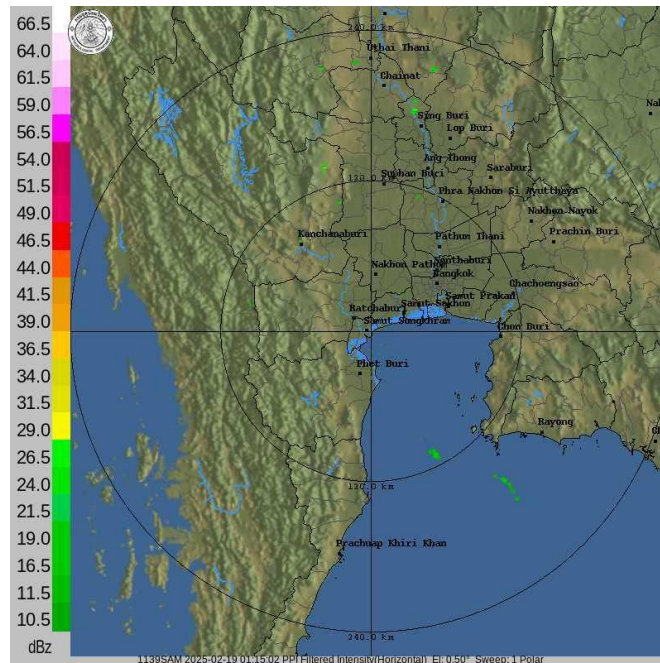 66.5
64.0
61.5
59.0
56.5
54.0
51.5
49.0
46.5
44.0
41.5
39.0
36.5
34.0
31.5
29.0
26.5
24.0
21.5
19.0
16.5
11.5
10.5
dBz
240.0 km
Uthai Thani
Chainat
Sing Buri
Lop Buri
Ang Thong
Saraburi
120.0 km
Suphan Buri
Phra Nakhon Si Ayutthaya
Nakhon Nayok
Kanchanaburi
Pathum Thani
Prachin Buri
Nakhon Pathom
Nonthaburi
Bangkok
Chachoengsao
Samut Prakan
Ratchaburi
Samut Sakhon
Samut Songkhram
Chon Buri
Phet Buri
Rayong
120.0 km
Prachuap Khiri Khan
240.0 km
1139SAM 2025-02-19 01:15:02 PPI Filtered Intensity(Horizontal) El: 0.50° Sweep: 1 Polar